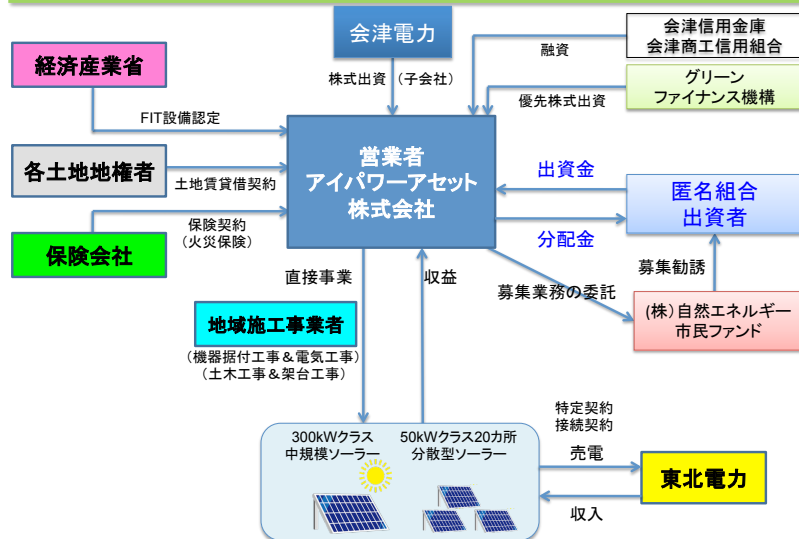 会津電力
会津信用金庫
会津商工信用組合
融資
経済産業省
株式出資（子会社）
グリーン
ファイナンス機構
優先株式出資
FIT設備認定
営業者
アイパワーアセット
株式会社
各土地地権者
土地賃貸借契約
出資金
匿名組合
出資者
分配金
保険契約
（火災保険）
保険会社
直接事業
収益
募集業務の委託
募集勧誘
(株)自然エネルギー
市民ファンド
地域施工事業者
（機器据付工事＆電気工事）
（土木工事＆架台工事）
300kWクラス
中規模ソーラー
50kWクラス20カ所
分散型ソーラー
特定契約
接続契約
売電
東北電力
収入